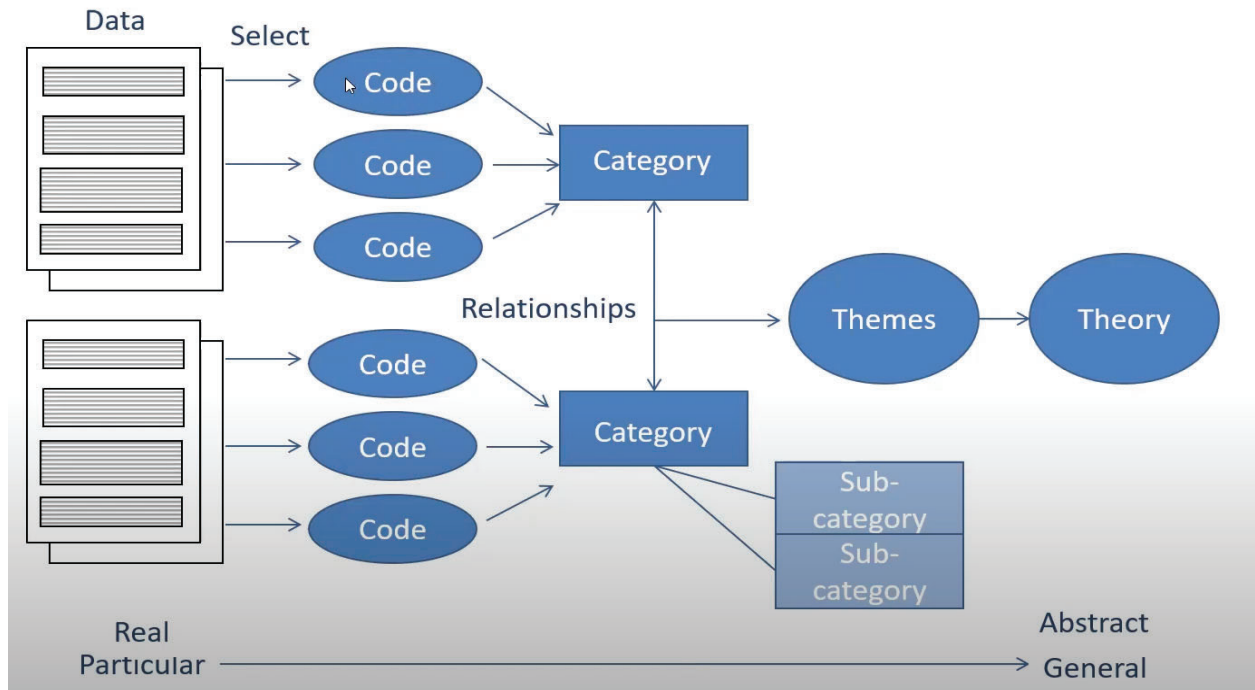 Data
Select
Code
Code
Code
Category
Relationships
Themes
Theory
Code
Code
Code
Category
Sub-
category
Sub-
category
Real
Particular
Abstract
General